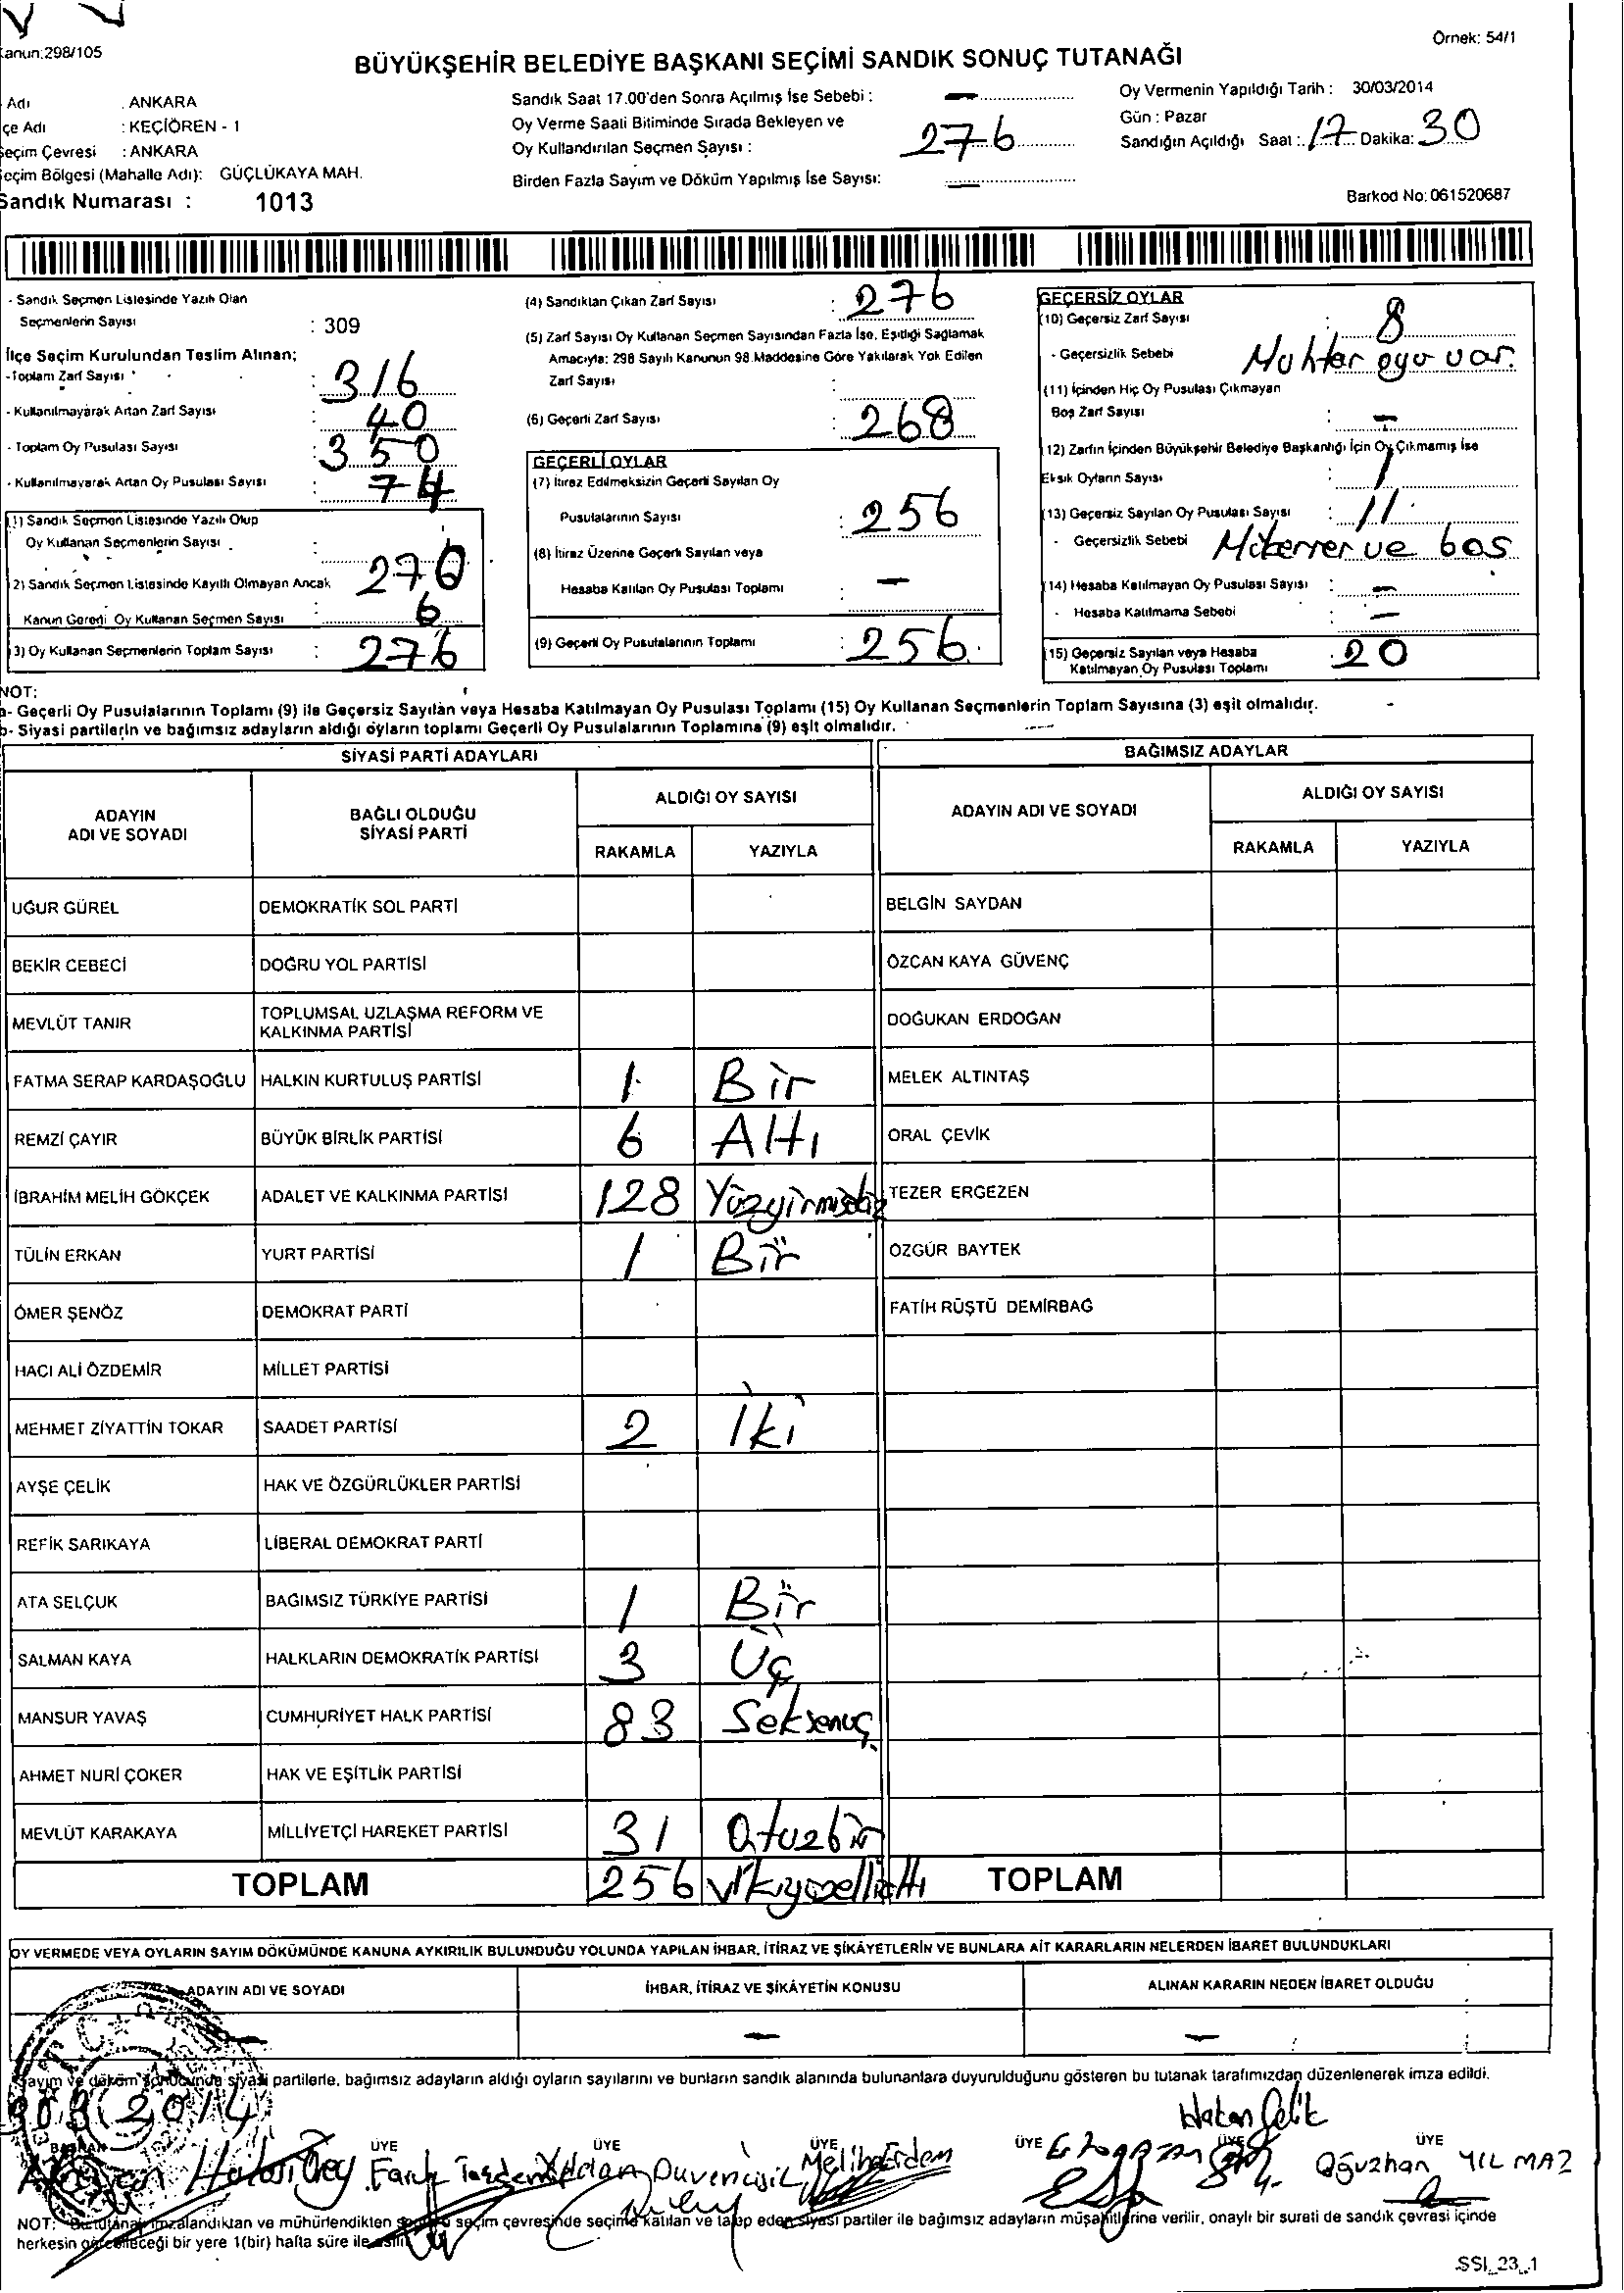 Kanun:298/105
Örnek: 54/1
BÜYÜKŞEHİR BELEDİYE BAŞKANI SEÇİMİ SANDIK SONUÇ TUTANAĞI
Adı : ANKARA
çe Adı : KEÇİÖREN - 1
Seçim Çevresi : ANKARA
eçim Bölgesi (Mahalle Adı): GÜÇLÜKAYA MAH.
Sandık Numarası : 1013
Sandık Saat 17.00'den Sonra Açılmış İse Sebebi : —
Oy Verme Saati Bitiminde Sırada Bekleyen ve
Oy Kullandırılan Seçmen Sayısı : 276
Birden Fazla Sayım ve Döküm Yapılmış İse Sayısı: —
Oy Vermenin Yapıldığı Tarih : 30/03/2014
Gün : Pazar
Sandığın Açıldığı Saat : 17 Dakika: 30
Barkod No: 061520687
- Sandık Seçmen Listesinde Yazılı Olan
Seçmenlerin Sayısı : 309
İlçe Seçim Kurulundan Teslim Alınan;
-Toplam Zarf Sayısı : 316
- Kullanılmayarak Artan Zarf Sayısı : 40
- Toplam Oy Pusulası Sayısı : 350
- Kullanılmayarak Artan Oy Pusulası Sayısı : 74
(1) Sandık Seçmen Listesinde Yazılı Olup
Oy Kullanan Seçmenlerin Sayısı : 270
2) Sandık Seçmen Listesinde Kayıtlı Olmayan Ancak
Kanun Gereği Oy Kullanan Seçmen Sayısı : 6
3) Oy Kullanan Seçmenlerin Toplam Sayısı : 276
(4) Sandıktan Çıkan Zarf Sayısı : 276
(5) Zarf Sayısı Oy Kullanan Seçmen Sayısından Fazla İse, Eşitliği Sağlamak
Amacıyla; 298 Sayılı Kanunun 98.Maddesine Göre Yakılarak Yok Edilen
Zarf Sayısı :
(6) Geçerli Zarf Sayısı : 268
GEÇERLİ OYLAR
(7) İtiraz Edilmeksizin Geçerli Sayılan Oy
Pusulalarının Sayısı : 256
(8) İtiraz Üzerine Geçerli Sayılan veya
Hesaba Katılan Oy Pusulası Toplamı : —
(9) Geçerli Oy Pusulalarının Toplamı : 256
GEÇERSİZ OYLAR
(10) Geçersiz Zarf Sayısı : 8
- Geçersizlik Sebebi Muhtar oyu var.
(11) İçinden Hiç Oy Pusulası Çıkmayan
Boş Zarf Sayısı : —
12) Zarfın İçinden Büyükşehir Belediye Başkanlığı İçin Oy Çıkmamış İse
Eksik Oyların Sayısı : 1
(13) Geçersiz Sayılan Oy Pusulası Sayısı : 11
- Geçersizlik Sebebi Mükerrer ve boş
14) Hesaba Katılmayan Oy Pusulası Sayısı : —
- Hesaba Katılmama Sebebi : —
15) Geçersiz Sayılan veya Hesaba
Katılmayan Oy Pusulası Toplamı : 20
NOT:
a- Geçerli Oy Pusulalarının Toplamı (9) ile Geçersiz Sayılan veya Hesaba Katılmayan Oy Pusulası Toplamı (15) Oy Kullanan Seçmenlerin Toplam Sayısına (3) eşit olmalıdır.
b- Siyasi partilerin ve bağımsız adayların aldığı oyların toplamı Geçerli Oy Pusulalarının Toplamına (9) eşit olmalıdır.
SİYASİ PARTİ ADAYLARI BAĞIMSIZ ADAYLAR
ADAYIN ADI VE SOYADI BAĞLI OLDUĞU SİYASİ PARTİ ALDIĞI OY SAYISI ADAYIN ADI VE SOYADI ALDIĞI OY SAYISI
RAKAMLA YAZIYLA RAKAMLA YAZIYLA
UĞUR GÜREL DEMOKRATİK SOL PARTİ BELGİN SAYDAN
BEKİR CEBECİ DOĞRU YOL PARTİSİ ÖZCAN KAYA GÜVENÇ
MEVLÜT TANIR TOPLUMSAL UZLAŞMA REFORM VE KALKINMA PARTİSİ DOĞUKAN ERDOĞAN
FATMA SERAP KARDAŞOĞLU HALKIN KURTULUŞ PARTİSİ 1 Bir MELEK ALTINTAŞ
REMZİ ÇAYIR BÜYÜK BİRLİK PARTİSİ 6 Altı ORAL ÇEVİK
İBRAHİM MELİH GÖKÇEK ADALET VE KALKINMA PARTİSİ 128 Yüzyirmisekiz TEZER ERGEZEN
TÜLİN ERKAN YURT PARTİSİ 1 Bir ÖZGÜR BAYTEK
ÖMER ŞENÖZ DEMOKRAT PARTİ FATİH RÜŞTÜ DEMİRBAĞ
HACI ALİ ÖZDEMİR MİLLET PARTİSİ
MEHMET ZİYATTİN TOKAR SAADET PARTİSİ 2 İki
AYŞE ÇELİK HAK VE ÖZGÜRLÜKLER PARTİSİ
REFİK SARIKAYA LİBERAL DEMOKRAT PARTİ
ATA SELÇUK BAĞIMSIZ TÜRKİYE PARTİSİ 1 Bir
SALMAN KAYA HALKLARIN DEMOKRATİK PARTİSİ 3 Üç
MANSUR YAVAŞ CUMHURİYET HALK PARTİSİ 83 Seksenüç
AHMET NURİ ÇOKER HAK VE EŞİTLİK PARTİSİ
MEVLÜT KARAKAYA MİLLİYETÇİ HAREKET PARTİSİ 31 Otuzbir
TOPLAM 256 İkiyüzellialtı TOPLAM
OY VERMEDE VEYA OYLARIN SAYIM DÖKÜMÜNDE KANUNA AYKIRILIK BULUNDUĞU YOLUNDA YAPILAN İHBAR, İTİRAZ VE ŞİKÂYETLERİN VE BUNLARA AİT KARARLARIN NELERDEN İBARET BULUNDUKLARI
ADAYIN ADI VE SOYADI İHBAR, İTİRAZ VE ŞİKÂYETİN KONUSU ALINAN KARARIN NEDEN İBARET OLDUĞU
— — —
Sayım ve döküm sonucunda siyasi partilerle, bağımsız adayların aldığı oyların sayılarını ve bunların sandık alanında bulunanlara duyurulduğunu gösteren bu tutanak tarafımızdan düzenlenerek imza edildi.
Hakan Çelik
BAŞKAN ÜYE ÜYE ÜYE ÜYE ÜYE ÜYE
Faruk Meliha Erdem Oğuzhan YILMAZ
NOT: Bu tutanak imzalandıktan ve mühürlendikten sonra seçim çevresinde seçime katılan ve talep eden siyasi partiler ile bağımsız adayların müşahitlerine verilir, onaylı bir sureti de sandık çevresi içinde
herkesin görebileceği bir yere 1(bir) hafta süre ile asılır.
SSI_23_1